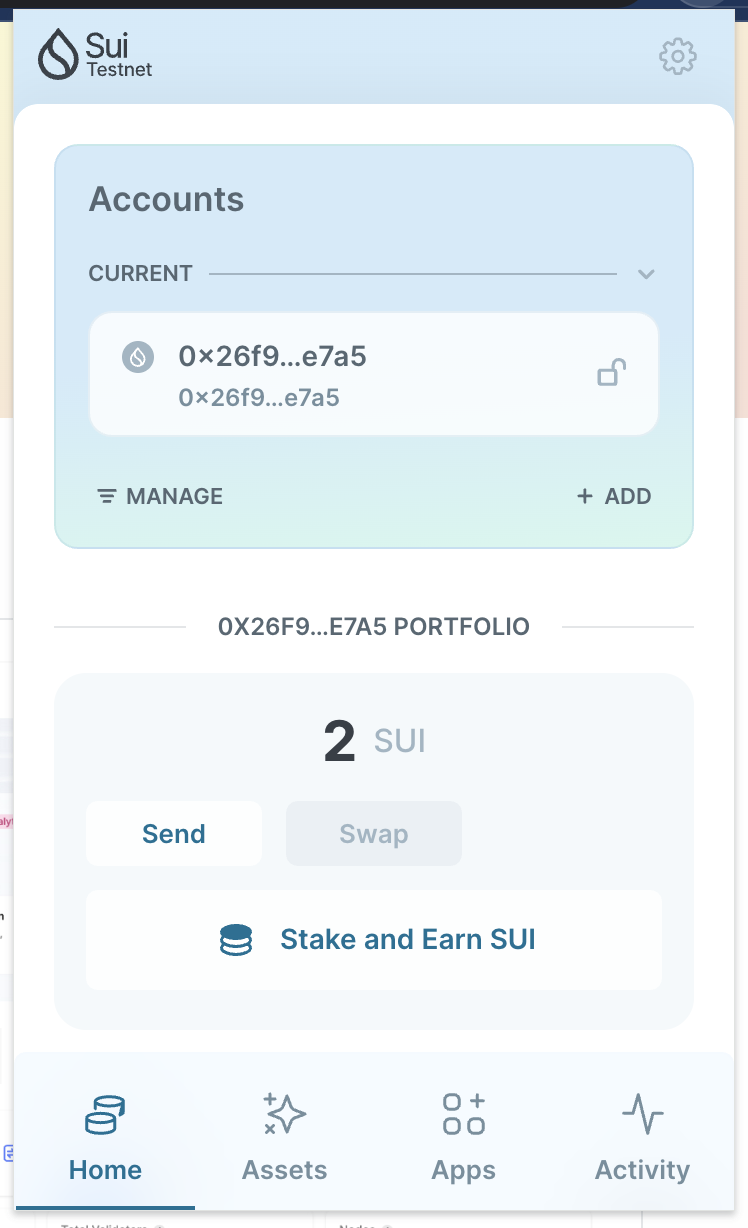 Sui
Testnet
Accounts
CURRENT
0×26f9...e7a5
0×26f9...e7a5
MANAGE
+ ADD
0X26F9...E7A5 PORTFOLIO
2 SUI
Send
Swap
Stake and Earn SUI
Home
Assets
Apps
Activity